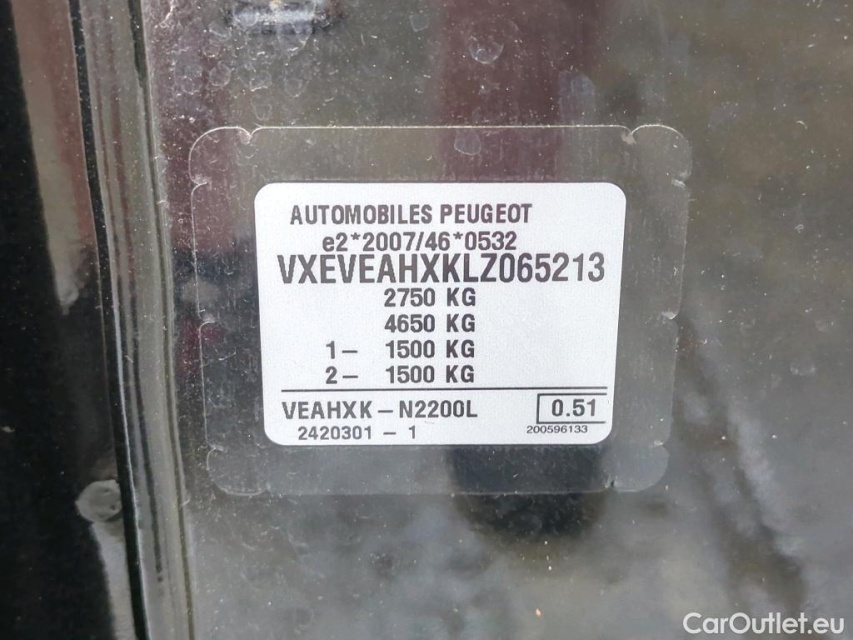 AUTOMOBILES PEUGEOT
e2*2007/46*0532
VXEVEAHXKLZ065213
2750 KG
4650 KG
1– 1500 KG
2– 1500 KG
VEAHXK – N2200L 0.51
2420301 – 1 200596133
CarOutlet.eu